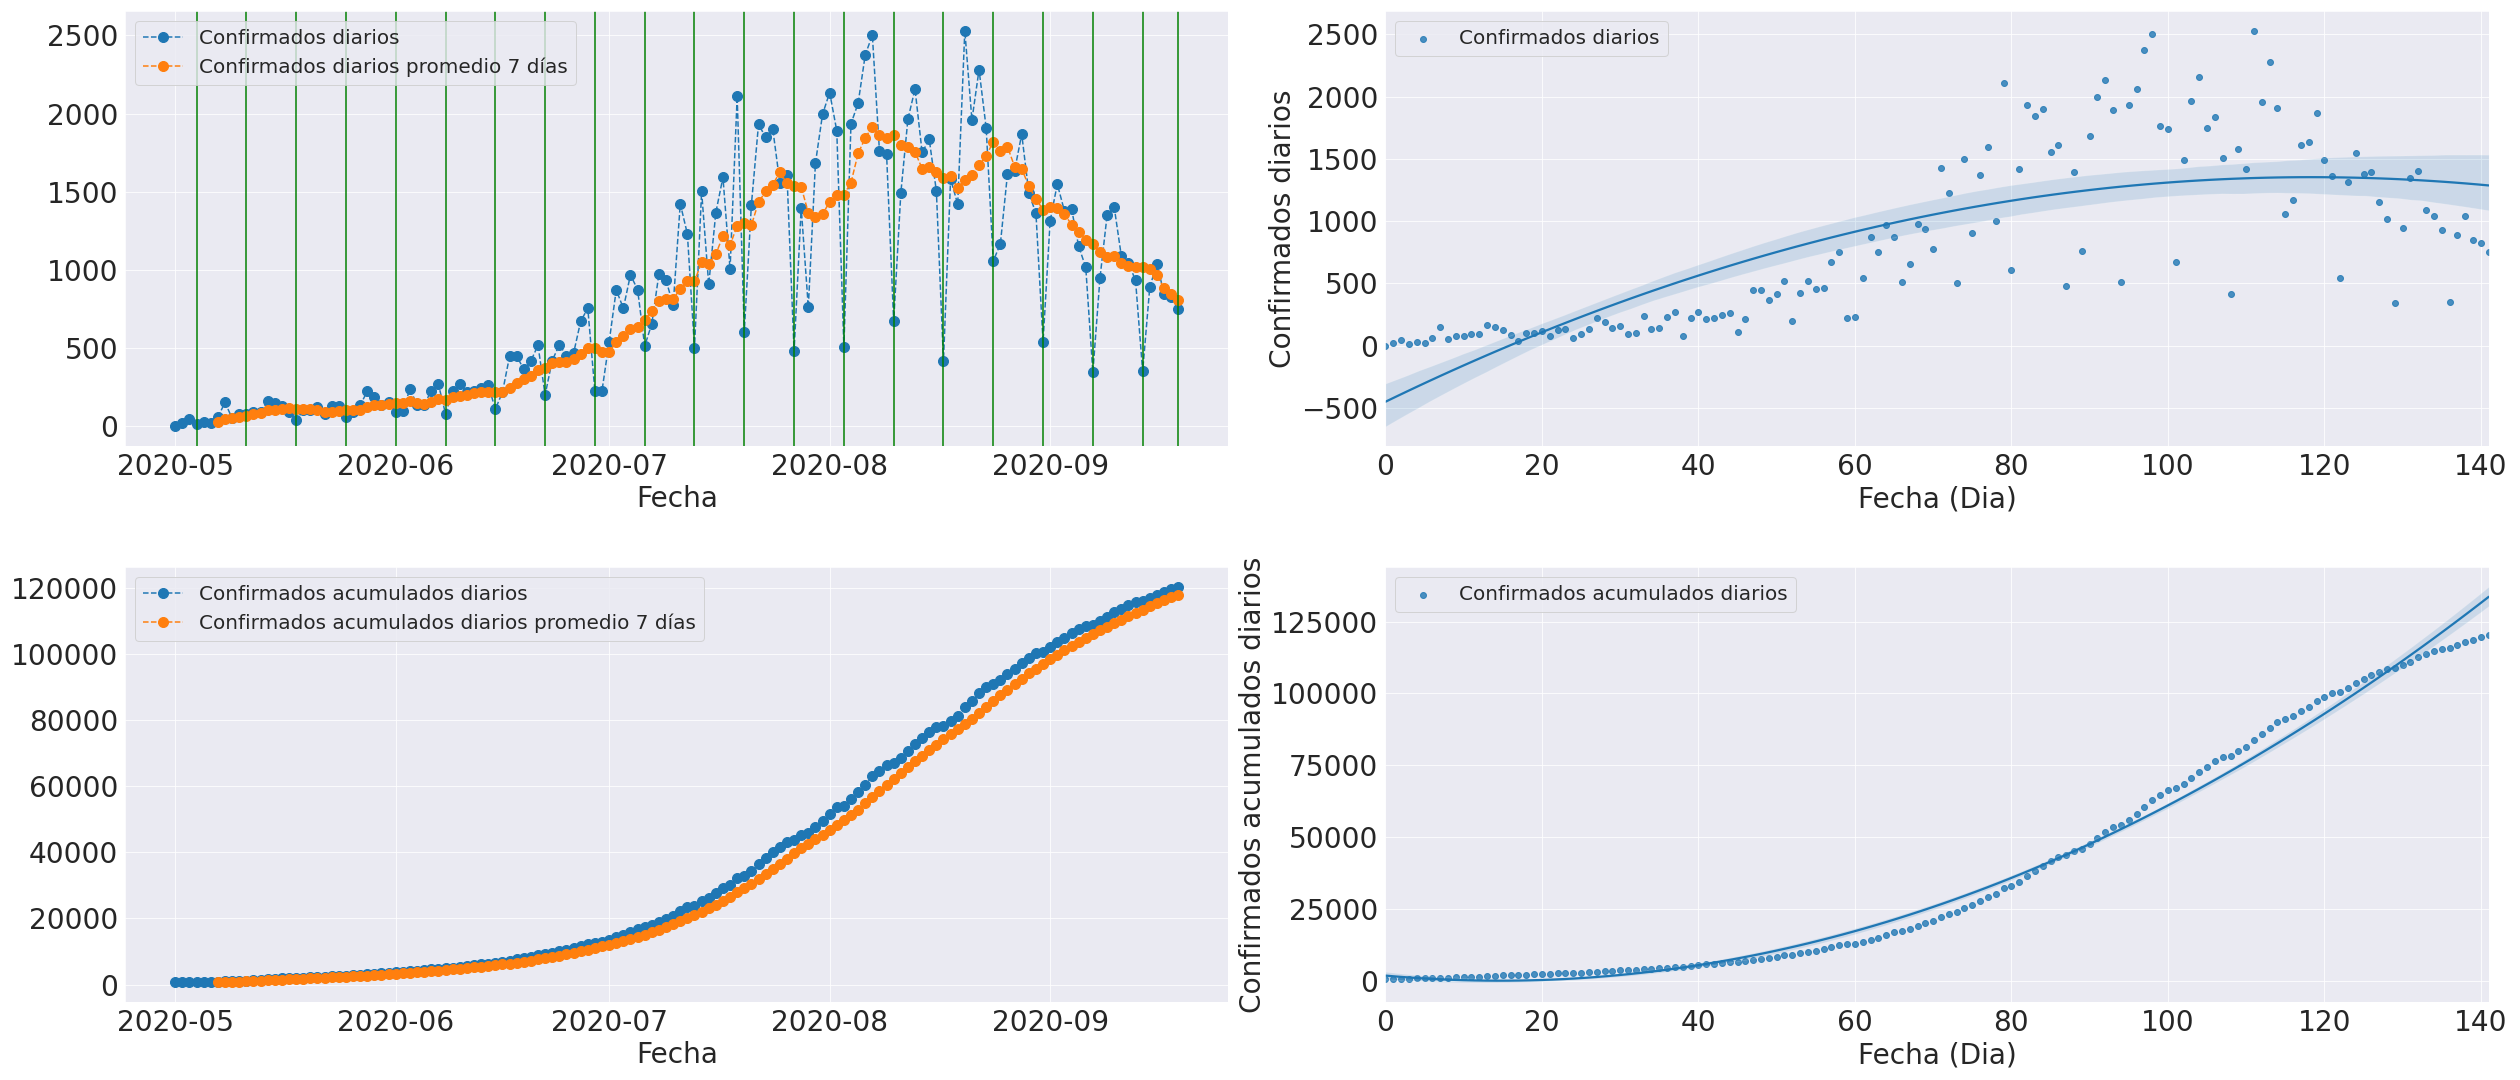 Confirmados diarios
Confirmados diarios promedio 7 días
2500
2000
1500
1000
500
0
2020-05 2020-06 2020-07 2020-08 2020-09
Fecha
Confirmados diarios
Confirmados diarios
2500
2000
1500
1000
500
0
−500
0 20 40 60 80 100 120 140
Fecha (Dia)
Confirmados acumulados diarios
Confirmados acumulados diarios promedio 7 días
120000
100000
80000
60000
40000
20000
0
2020-05 2020-06 2020-07 2020-08 2020-09
Fecha
Confirmados acumulados diarios
Confirmados acumulados diarios
125000
100000
75000
50000
25000
0
0 20 40 60 80 100 120 140
Fecha (Dia)